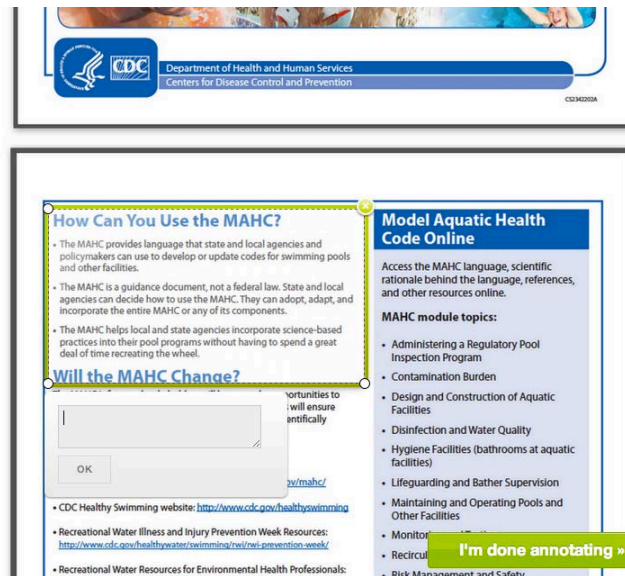 CDC
Department of Health and Human Services
Centers for Disease Control and Prevention
CS2342202A
How Can You Use the MAHC?
• The MAHC provides language that state and local agencies and
policymakers can use to develop or update codes for swimming pools
and other facilities.
• The MAHC is a guidance document, not a federal law. State and local
agencies can decide how to use the MAHC. They can adopt, adapt, and
incorporate the entire MAHC or any of its components.
• The MAHC helps local and state agencies incorporate science-based
practices into their pool programs without having to spend a great
deal of time recreating the wheel.
Will the MAHC Change?
will ensure
OK
• CDC Healthy Swimming website: http://www.cdc.gov/healthyswimming
• Recreational Water Illness and Injury Prevention Week Resources:
http://www.cdc.gov/healthywater/swimming/rwi/rwi-prevention-week/
• Recreational Water Resources for Environmental Health Professionals:
Model Aquatic Health
Code Online
Access the MAHC language, scientific
rationale behind the language, references,
and other resources online.
MAHC module topics:
• Administering a Regulatory Pool
Inspection Program
• Contamination Burden
• Design and Construction of Aquatic
Facilities
• Disinfection and Water Quality
• Hygiene Facilities (bathrooms at aquatic
facilities)
• Lifeguarding and Bather Supervision
• Maintaining and Operating Pools and
Other Facilities
• Risk Management and Safety
I'm done annotating »